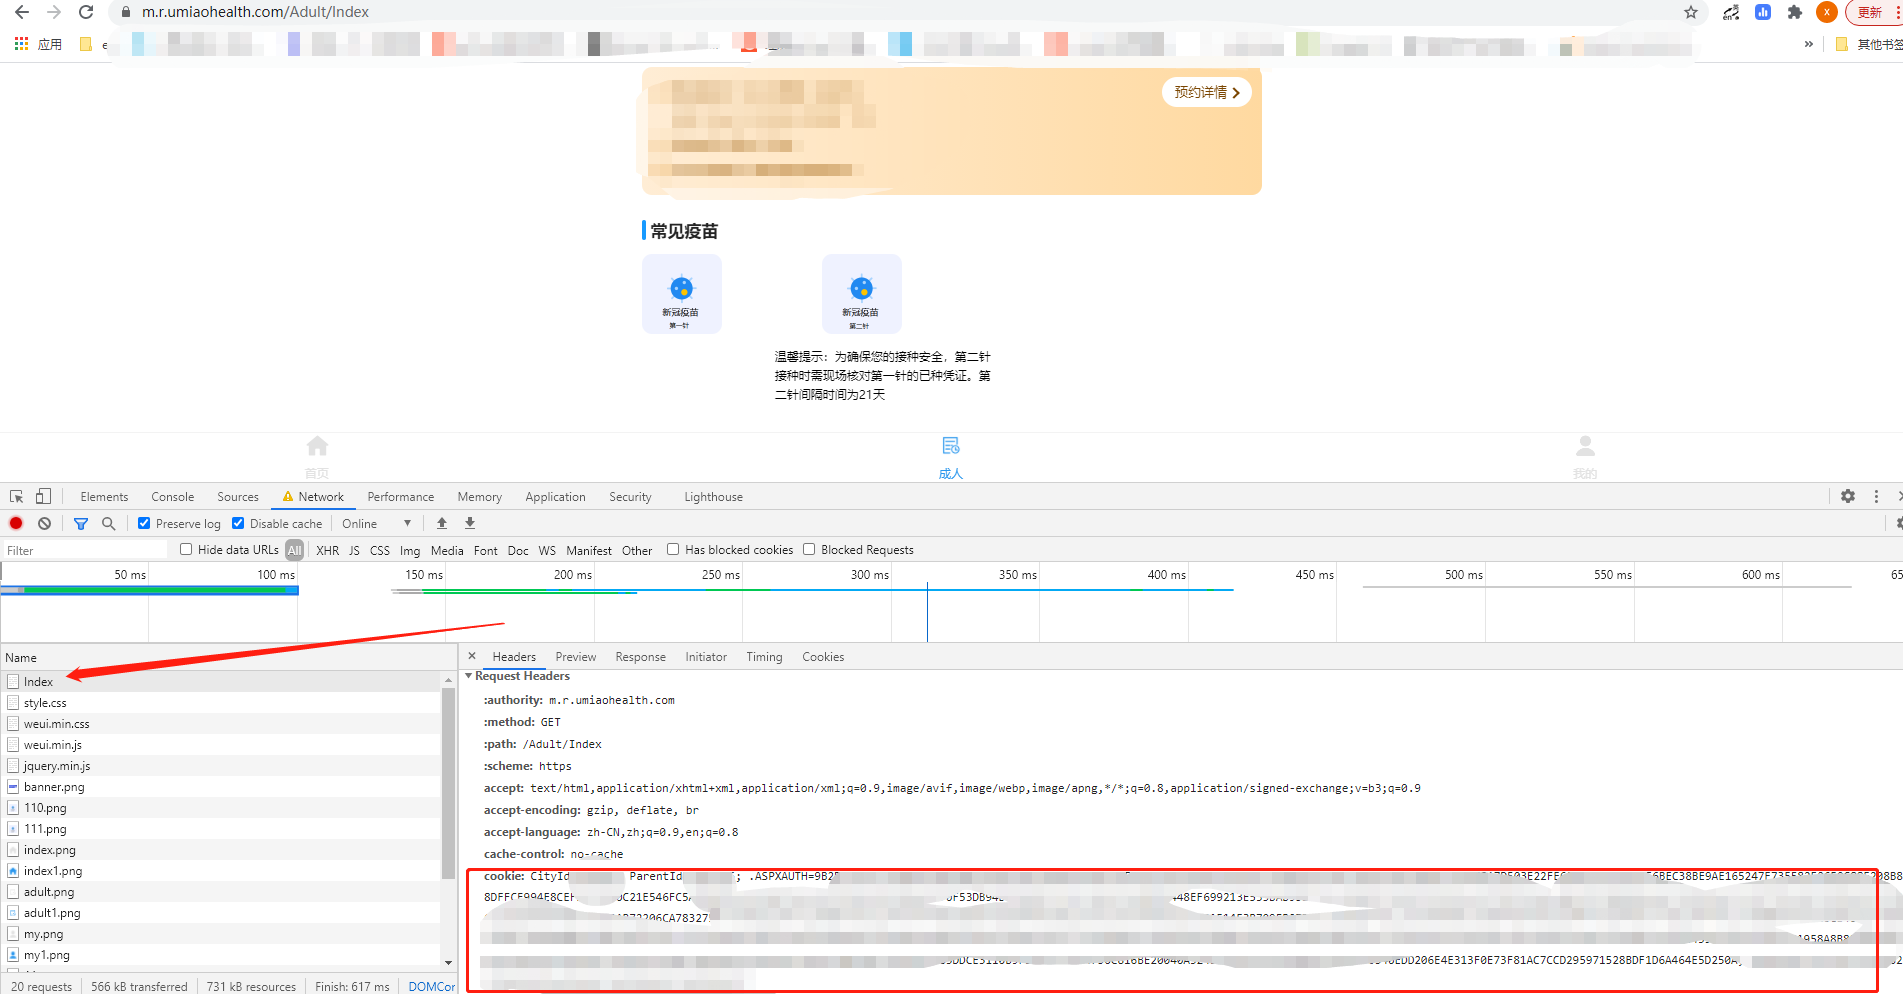 m.r.umiaohealth.com/Adult/Index
X
更新
应用
其他书签
预约详情
常见疫苗
新冠疫苗
第一针
新冠疫苗
第二针
温馨提示：为确保您的接种安全，第二针
接种时需现场核对第一针的已种凭证。第
二针间隔时间为21天
首页
成人
我的
Elements Console Sources Network Performance Memory Application Security Lighthouse
Preserve log Disable cache Online
Filter Hide data URLs All XHR JS CSS Img Media Font Doc WS Manifest Other Has blocked cookies Blocked Requests
50 ms 100 ms 150 ms 200 ms 250 ms 300 ms 350 ms 400 ms 450 ms 500 ms 550 ms 600 ms 65
Name
Index
style.css
weui.min.css
weui.min.js
jquery.min.js
banner.png
110.png
111.png
index.png
index1.png
adult.png
adult1.png
my.png
my1.png
20 requests 566 kB transferred 731 kB resources Finish: 617 ms DOMCor
Headers Preview Response Initiator Timing Cookies
Request Headers
:authority: m.r.umiaohealth.com
:method: GET
:path: /Adult/Index
:scheme: https
accept: text/html,application/xhtml+xml,application/xml;q=0.9,image/avif,image/webp,image/apng,*/*;q=0.8,application/signed-exchange;v=b3;q=0.9
accept-encoding: gzip, deflate, br
accept-language: zh-CN,zh;q=0.9,en;q=0.8
cache-control: no-cache
cookie: CityId ParentId ; .ASPXAUTH=9B2